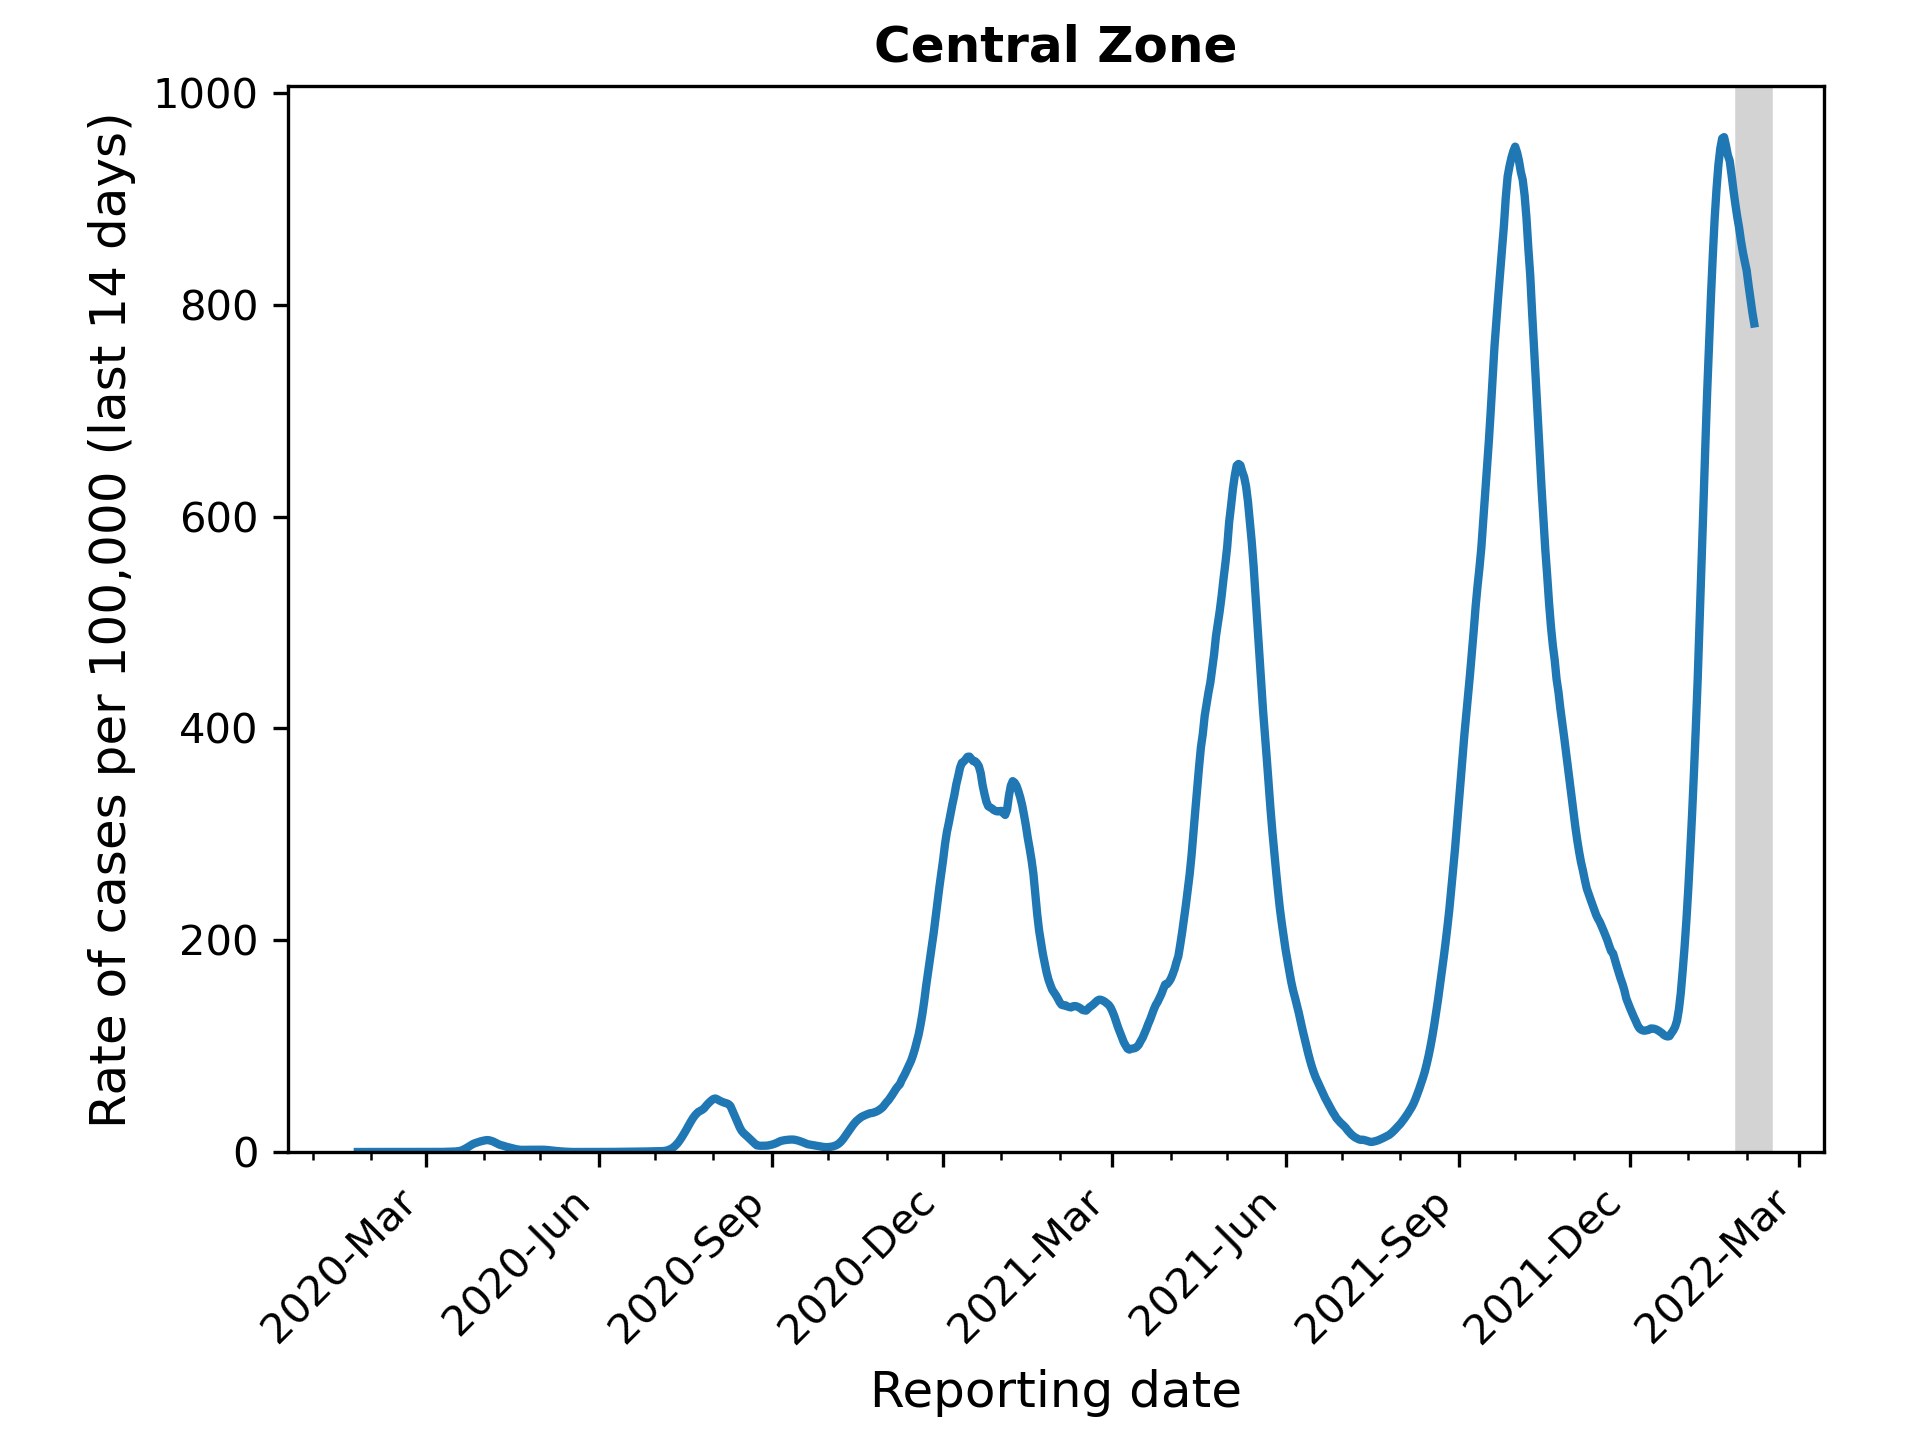 Central Zone
Rate of cases per 100,000 (last 14 days)
1000
800
600
400
200
0
2020-Mar
2020-Jun
2020-Sep
2020-Dec
2021-Mar
2021-Jun
2021-Sep
2021-Dec
2022-Mar
Reporting date